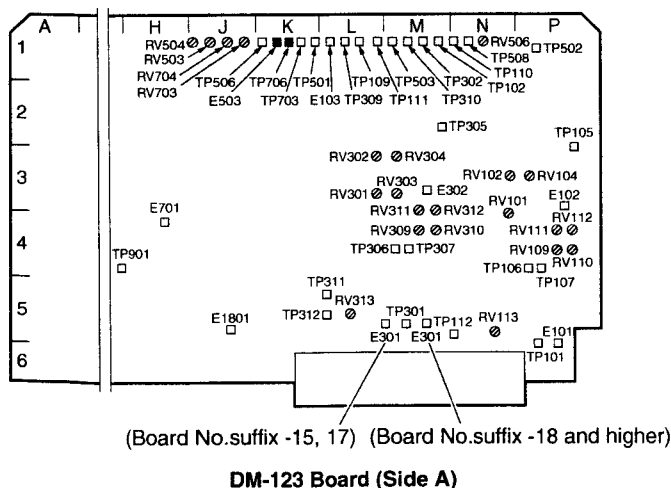 A H J K L M N P
1
RV504 RV506 TP502
RV503 TP508
RV704 TP506 TP706 TP501 TP109 TP503 TP302 TP110
RV703 E503 TP703 E103 TP309 TP111 TP310 TP102
2
TP305 TP105
RV302 RV304
3
RV303 RV102 RV104
RV301 E302 E102
E701 RV311 RV312 RV101 RV112
4
RV309 RV310 RV111
TP306 TP307 RV109
TP901 TP106 RV110
TP107
TP311
5
TP312 RV313 TP301 RV113
E1801 TP112 E101
E301 E301
6
TP101
(Board No.suffix -15, 17) (Board No.suffix -18 and higher)
DM-123 Board (Side A)